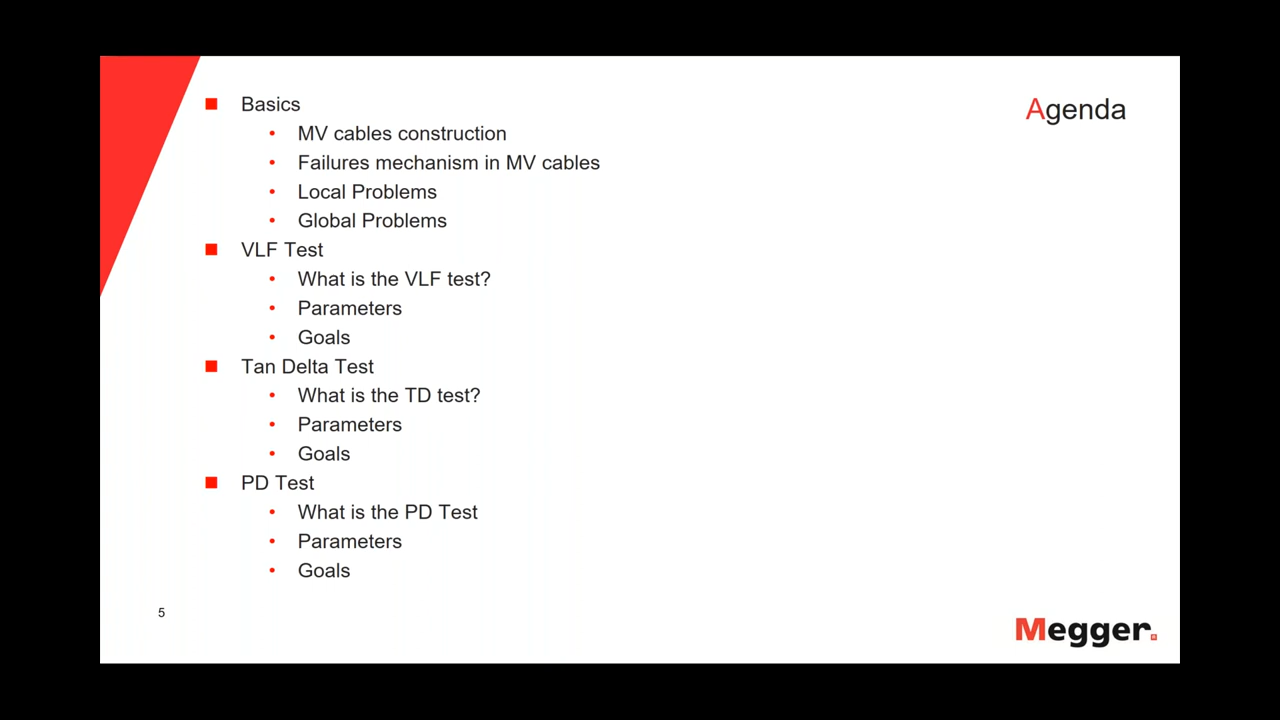 Agenda
Basics
MV cables construction
Failures mechanism in MV cables
Local Problems
Global Problems
VLF Test
What is the VLF test?
Parameters
Goals
Tan Delta Test
What is the TD test?
Parameters
Goals
PD Test
What is the PD Test
Parameters
Goals
5
Megger.